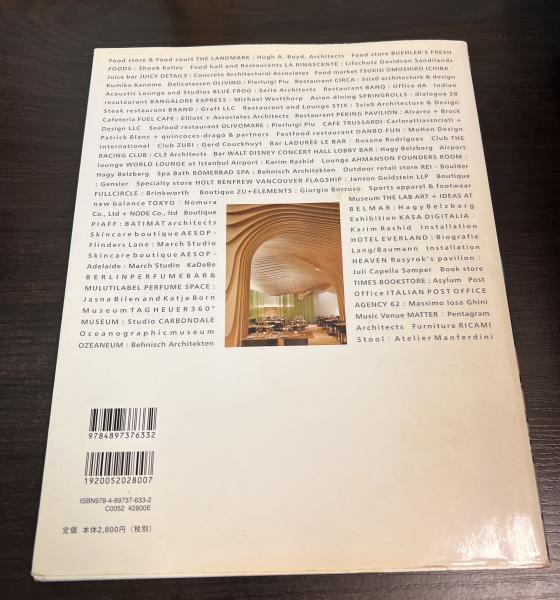 Food store & Food court THE LANDMARK : Hugh A. Boyd, Architects   Food store BUEHLER'S FRESH
FOODS : Shook Kelley   Food hall and Restaurants LA RINASCENTE : Lifschutz Davidson Sandilands
Juice bar JUICY DETAILS : Concrete Architectural Associates   Food market TSUKIJI OMOSHIRO ICHIBA :
Kumiko Kaname   Delicatessen OLIVINO : Pierluigi Piu   Restaurant CIRCA : 3six0 architecture & design
Acoustic Lounge and Studios BLUE FROG : Serie Architects   Restaurant BANQ : Office dA   Indian
resutaurant BANGALORE EXPRESS : Michael Westthorp   Asian dining SPRINGROLLS : dialogue 38
Steak restaurant BRAND : Graft LLC   Restaurant and Lounge STIX : 3six0 Architecture & Design
Cafeteria FUEL CAFE : Elliott + Associates Architects   Restaurant PEKING PAVILION : Alvarez + Brock
Design LLC   Seafood restaurant OLIVOMARE : Pierluigi Piu   CAFE TRUSSARDI : Carlorattiassociati +
Patrick Blanc + quincoces-dragò & partners   Fastfood restaurant DANBO FUN : MoHen Design
International   Club ZURI : Gerd Couckhuyt   Bar LADURÉE LE BAR : Roxane Rodriguez   Club THE
RACING CLUB : CL3 Architects   Bar WALT DISNEY CONCERT HALL LOBBY BAR : Hagy Belzberg   Airport
lounge WORLD LOUNGE at Istanbul Airport : Karim Rashid   Lounge AHMANSON FOUNDERS ROOM :
Hagy Belzberg   Spa Bath RÖMERBAD SPA : Behnisch Architekten   Outdoor retail store REI - Boulder
: Gensler   Specialty store HOLT RENFREW VANCOUVER FLAGSHIP : Janson Goldstein LLP   Boutique
FULLCIRCLE : Brinkworth   Boutique ZU+ELEMENTS : Giorgio Borruso   Sports apparel & footwear
new balance TOKYO : Nomura
Co., Ltd + NODE Co., ltd   Boutique
PIAFF : BATIMAT architects
Skincare boutique AESOP -
Flinders Lane : March Studio
Skincare boutique AESOP -
Adelaide : March Studio   KaDeBe
BERLIN PERFUME BAR &
MULUTILABEL PERFUME SPACE :
Jasna Bilen and Katja Born
Museum TAG HEUER 360°
MUSEUM : Studio CARBONDALE
Oceanographic museum
OZEANEUM : Behnisch Architekten
Museum THE LAB ART + IDEAS AT
BELMAR : Hagy Belzberg
Exhibition KASA DIGITALIA :
Karim Rashid   Installation
HOTEL EVERLAND : Biografie
Lang/Baumann   Installation
HEAVEN Resyrok's pavilion :
Juli Capella Samper   Book store
TIMES BOOKSTORE : Asylum   Post
Office ITALIAN POST OFFICE
AGENCY 62 : Massimo Iosa Ghini
Music Venue MATTER : Pentagram
Architects   Furniture RICAMI
Stool : Atelier Manferdini
9784897376332
1920052028007
ISBN978-4-89737-633-2
C0052 ¥2800E
定価 本体2,800円 (税別)